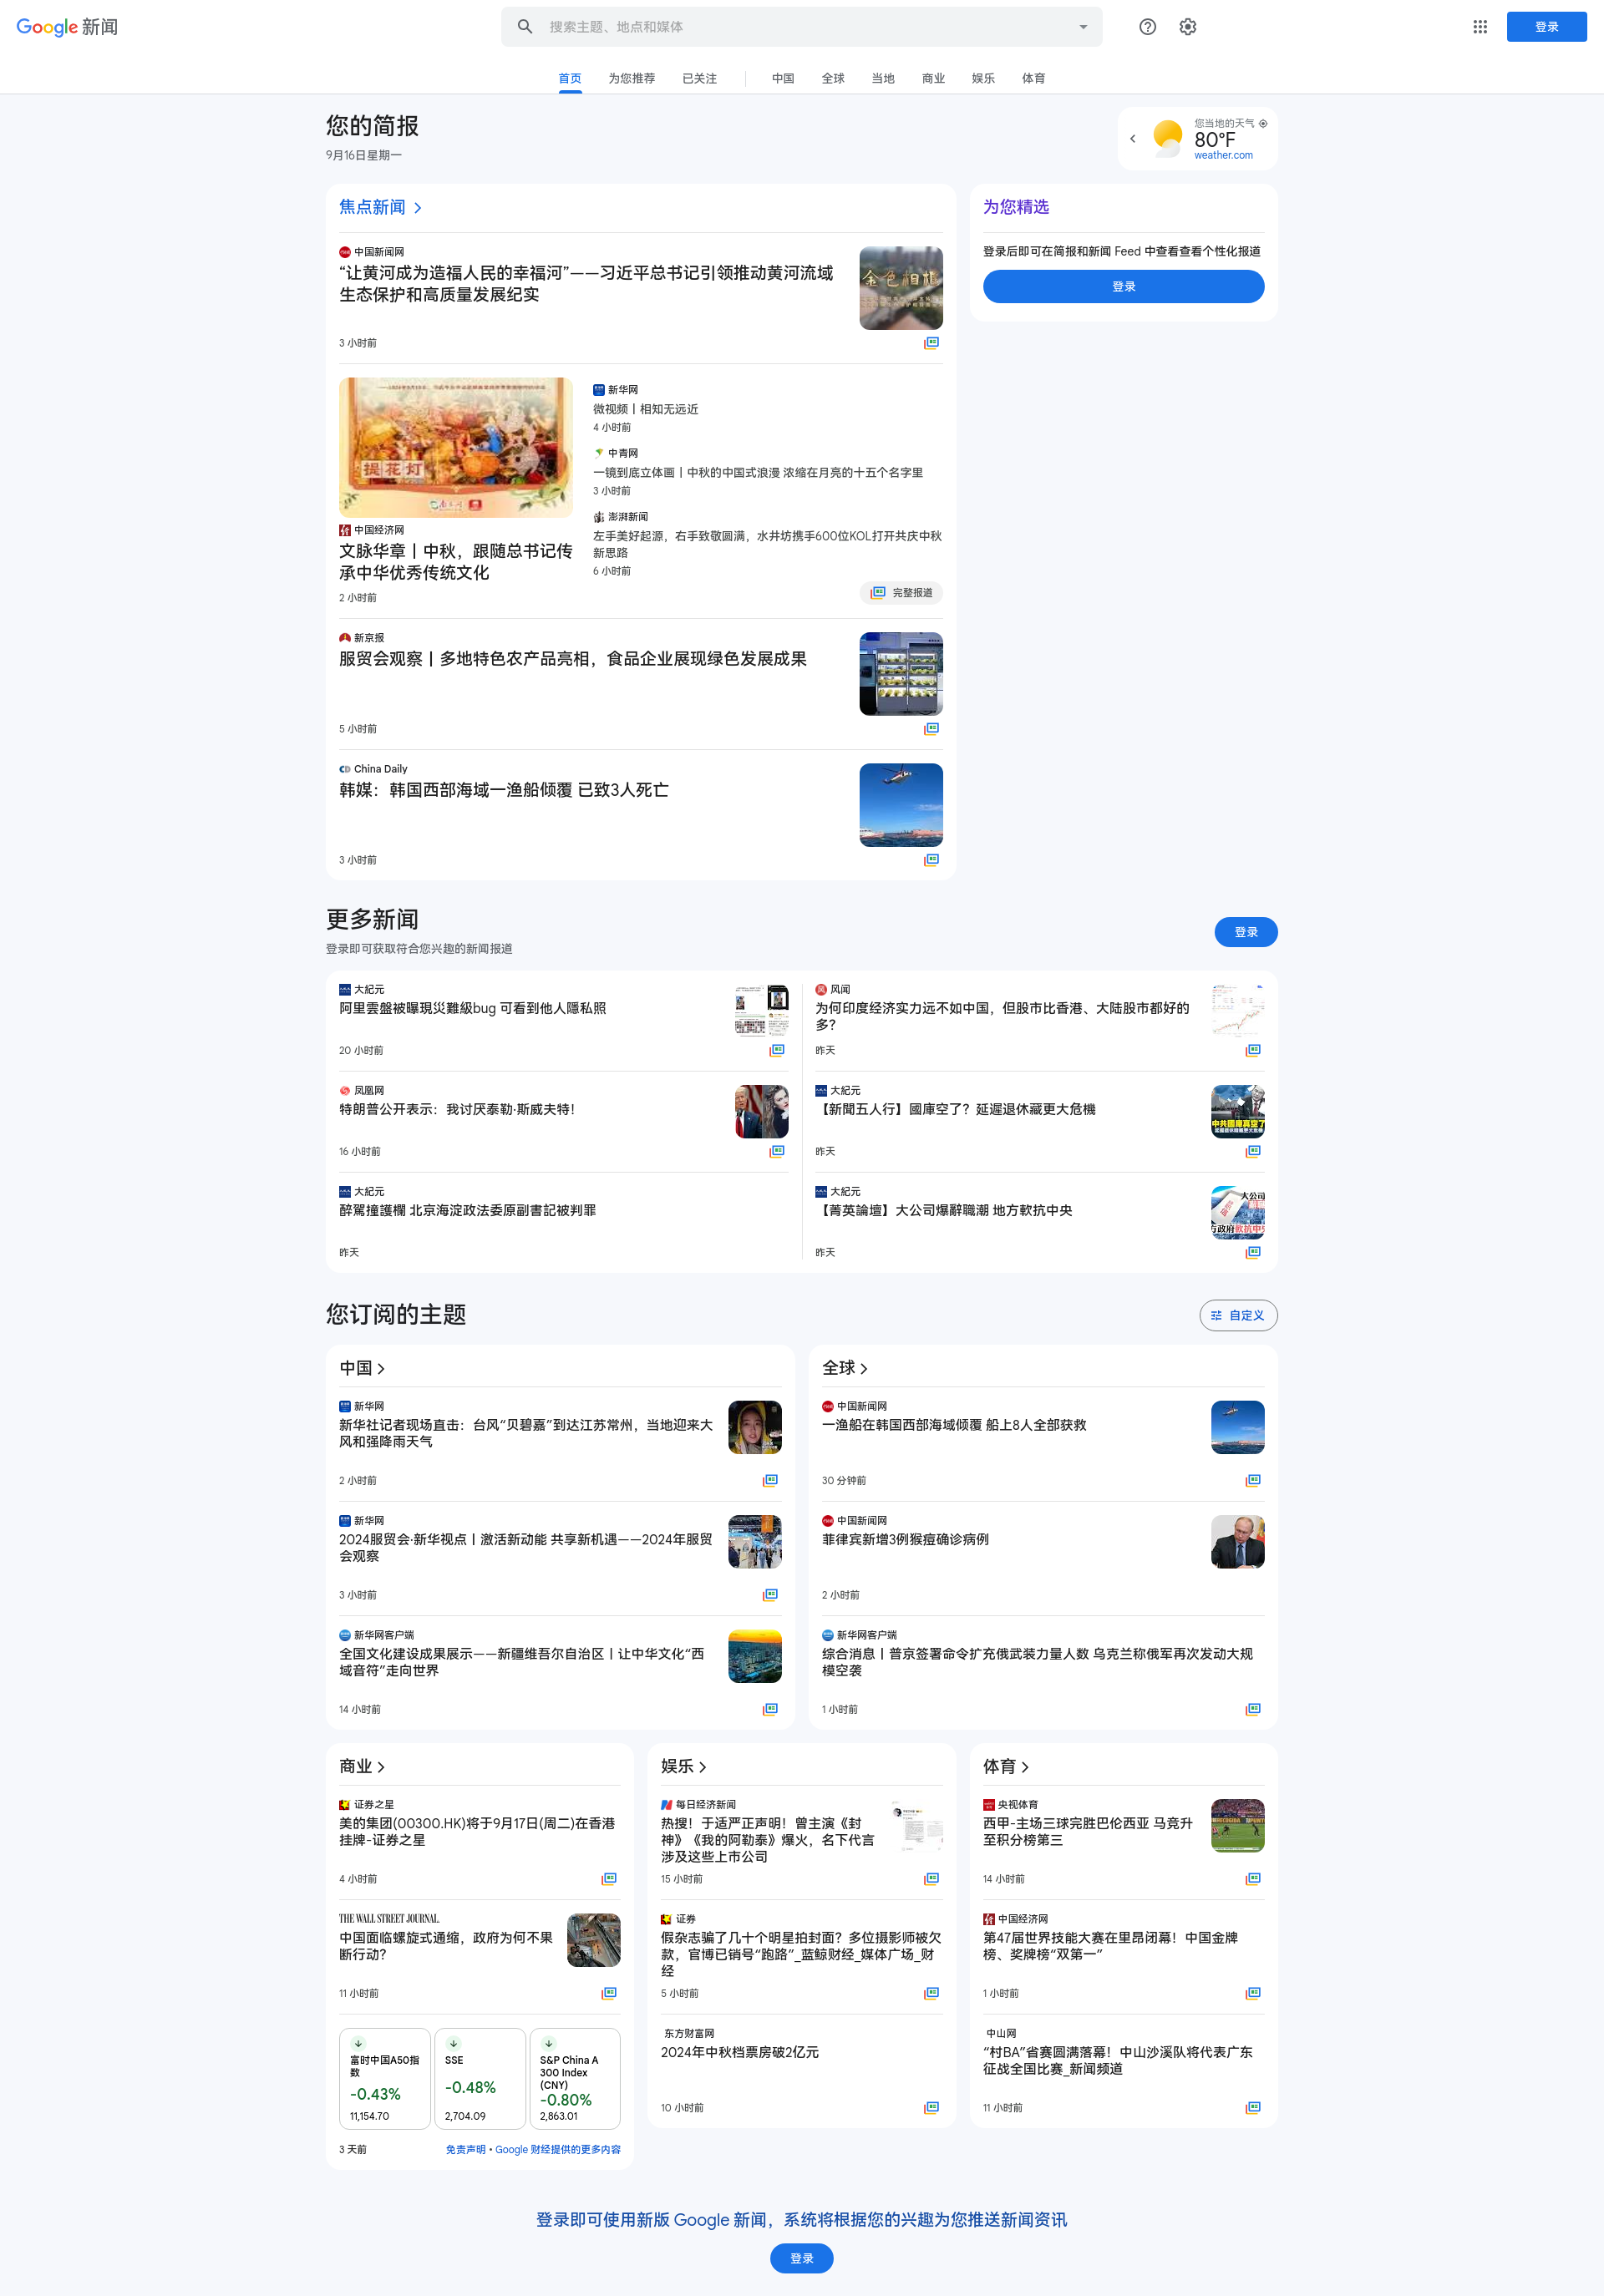 Google 新闻
搜索主题、地点和媒体
登录
首页
为您推荐
已关注
中国
全球
当地
商业
娱乐
体育
您的简报
9月16日星期一
您当地的天气
80°F
weather.com
焦点新闻
中国新闻网
“让黄河成为造福人民的幸福河”——习近平总书记引领推动黄河流域
生态保护和高质量发展纪实
金色相框
3 小时前
提花灯
中国经济网
文脉华章丨中秋，跟随总书记传
承中华优秀传统文化
2 小时前
新华网
微视频丨相知无远近
4 小时前
中青网
一镜到底立体画丨中秋的中国式浪漫 浓缩在月亮的十五个名字里
3 小时前
澎湃新闻
左手美好起源，右手致敬圆满，水井坊携手600位KOL打开共庆中秋
新思路
6 小时前
完整报道
新京报
服贸会观察丨多地特色农产品亮相，食品企业展现绿色发展成果
5 小时前
China Daily
韩媒：韩国西部海域一渔船倾覆 已致3人死亡
3 小时前
为您精选
登录后即可在简报和新闻 Feed 中查看查看个性化报道
登录
更多新闻
登录即可获取符合您兴趣的新闻报道
登录
大紀元
阿里雲盤被曝現災難級bug 可看到他人隱私照
20 小时前
凤凰网
特朗普公开表示：我讨厌泰勒·斯威夫特！
16 小时前
大紀元
醉駕撞護欄 北京海淀政法委原副書記被判罪
昨天
风闻
为何印度经济实力远不如中国，但股市比香港、大陆股市都好的
多？
昨天
大紀元
【新聞五人行】國庫空了？延遲退休藏更大危機
中共國庫真空了
昨天
大紀元
【菁英論壇】大公司爆辭職潮 地方軟抗中央
大公司
方政府軟抗中央
昨天
您订阅的主题
自定义
中国
新华网
新华社记者现场直击：台风“贝碧嘉”到达江苏常州，当地迎来大
风和强降雨天气
2 小时前
新华网
2024服贸会·新华视点丨激活新动能 共享新机遇——2024年服贸
会观察
3 小时前
新华网客户端
全国文化建设成果展示——新疆维吾尔自治区丨让中华文化“西
域音符”走向世界
14 小时前
全球
中国新闻网
一渔船在韩国西部海域倾覆 船上8人全部获救
30 分钟前
中国新闻网
菲律宾新增3例猴痘确诊病例
2 小时前
新华网客户端
综合消息丨普京签署命令扩充俄武装力量人数 乌克兰称俄军再次发动大规
模空袭
1 小时前
商业
证券之星
美的集团(00300.HK)将于9月17日(周二)在香港
挂牌-证券之星
4 小时前
THE WALL STREET JOURNAL.
中国面临螺旋式通缩，政府为何不果
断行动？
11 小时前
富时中国A50指
数
-0.43%
11,154.70
SSE
-0.48%
2,704.09
S&P China A
300 Index
(CNY)
-0.80%
2,863.01
3 天前
免责声明 • Google 财经提供的更多内容
娱乐
每日经济新闻
热搜！于适严正声明！曾主演《封
神》《我的阿勒泰》爆火，名下代言
涉及这些上市公司
15 小时前
证券
假杂志骗了几十个明星拍封面？多位摄影师被欠
款，官博已销号“跑路”_蓝鲸财经_媒体广场_财
经
5 小时前
东方财富网
2024年中秋档票房破2亿元
10 小时前
体育
央视体育
西甲-主场三球完胜巴伦西亚 马竞升
至积分榜第三
14 小时前
中国经济网
第47届世界技能大赛在里昂闭幕！中国金牌
榜、奖牌榜“双第一”
1 小时前
中山网
“村BA”省赛圆满落幕！中山沙溪队将代表广东
征战全国比赛_新闻频道
11 小时前
登录即可使用新版 Google 新闻，系统将根据您的兴趣为您推送新闻资讯
登录